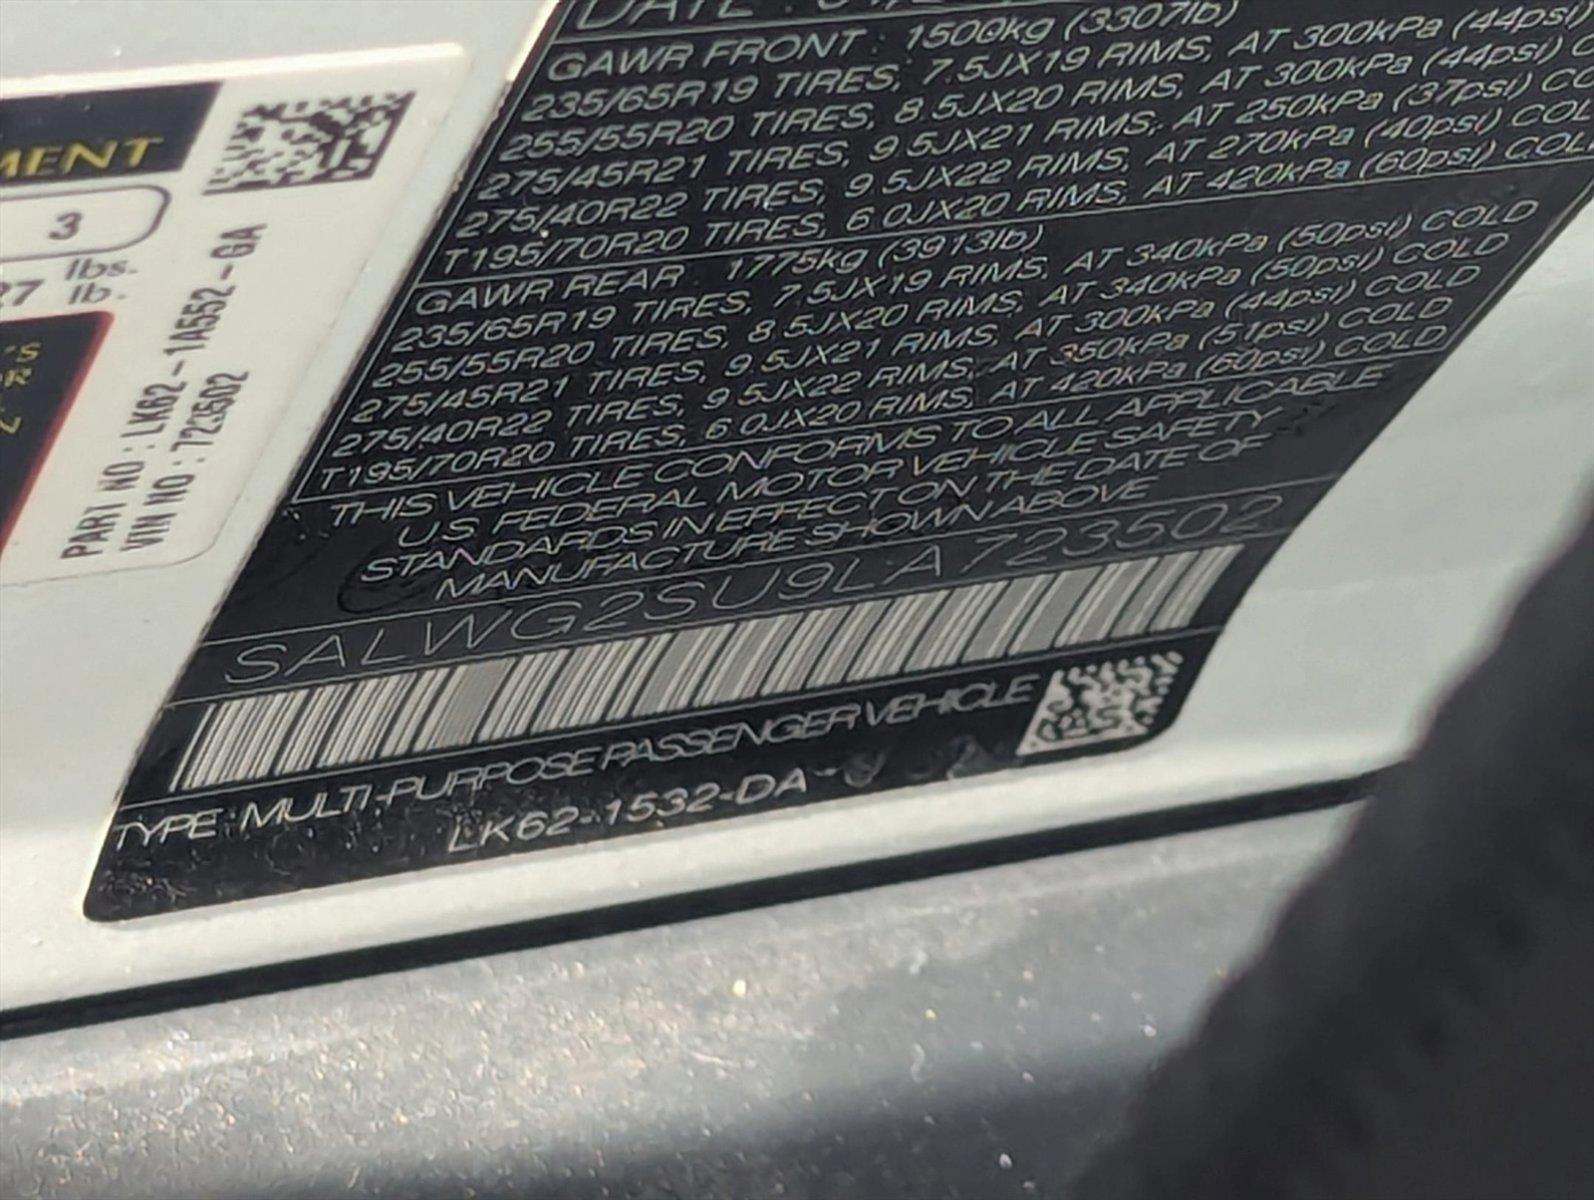 MENT
3
lbs.
27 lb.
PART NO : LK62-1A552-GA
VIN NO : 723502
GAWR FRONT : 1500kg (3307lb)
235/65R19 TIRES, 7.5JX19 RIMS, AT 300kPa (44psi)
255/55R20 TIRES, 8.5JX20 RIMS, AT 300kPa (44psi)
275/45R21 TIRES, 9.5JX21 RIMS, AT 250kPa (37psi) CO
275/40R22 TIRES, 9.5JX22 RIMS, AT 270kPa (40psi) COL
T195/70R20 TIRES, 6.0JX20 RIMS, AT 420kPa (60psi) COL
GAWR REAR : 1775kg (3913lb)
235/65R19 TIRES, 7.5JX19 RIMS, AT 340kPa (50psi) COLD
255/55R20 TIRES, 8.5JX20 RIMS, AT 340kPa (50psi) COLD
275/45R21 TIRES, 9.5JX21 RIMS, AT 300kPa (44psi) COLD
275/40R22 TIRES, 9.5JX22 RIMS, AT 350kPa (51psi) COLD
T195/70R20 TIRES, 6.0JX20 RIMS, AT 420kPa (60psi) COLD
THIS VEHICLE CONFORMS TO ALL APPLICABLE
U.S. FEDERAL MOTOR VEHICLE SAFETY
STANDARDS IN EFFECT ON THE DATE OF
MANUFACTURE SHOWN ABOVE
SALWG2SU9LA723502
TYPE : MULTI-PURPOSE PASSENGER VEHICLE
LK62-1532-DA